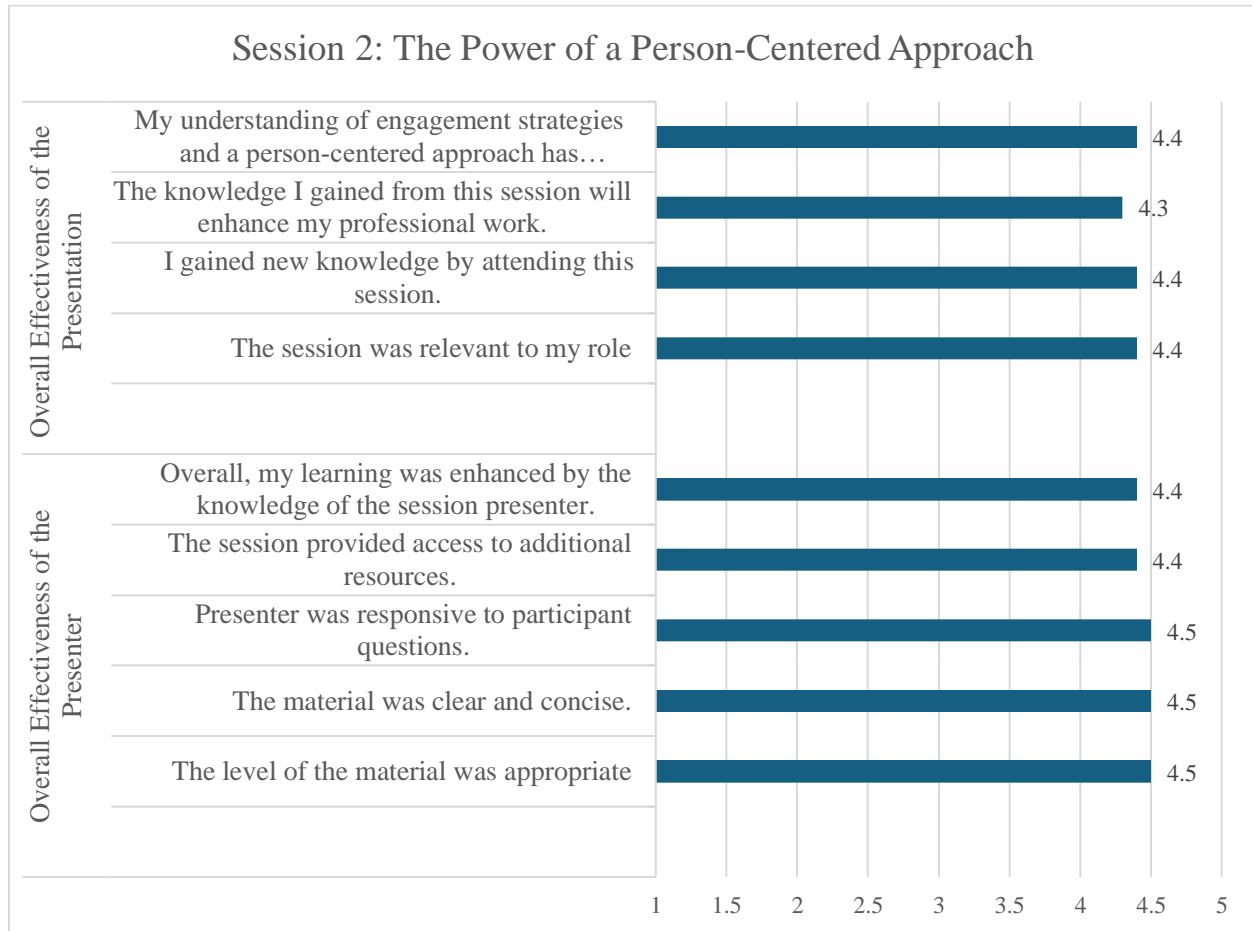 Session 2: The Power of a Person-Centered Approach
Overall Effectiveness of the
Presentation
My understanding of engagement strategies
and a person-centered approach has…
4.4
The knowledge I gained from this session will
enhance my professional work.
4.3
I gained new knowledge by attending this
session.
4.4
The session was relevant to my role
4.4
Overall Effectiveness of the
Presenter
Overall, my learning was enhanced by the
knowledge of the session presenter.
4.4
The session provided access to additional
resources.
4.4
Presenter was responsive to participant
questions.
4.5
The material was clear and concise.
4.5
The level of the material was appropriate
4.5
1 1.5 2 2.5 3 3.5 4 4.5 5